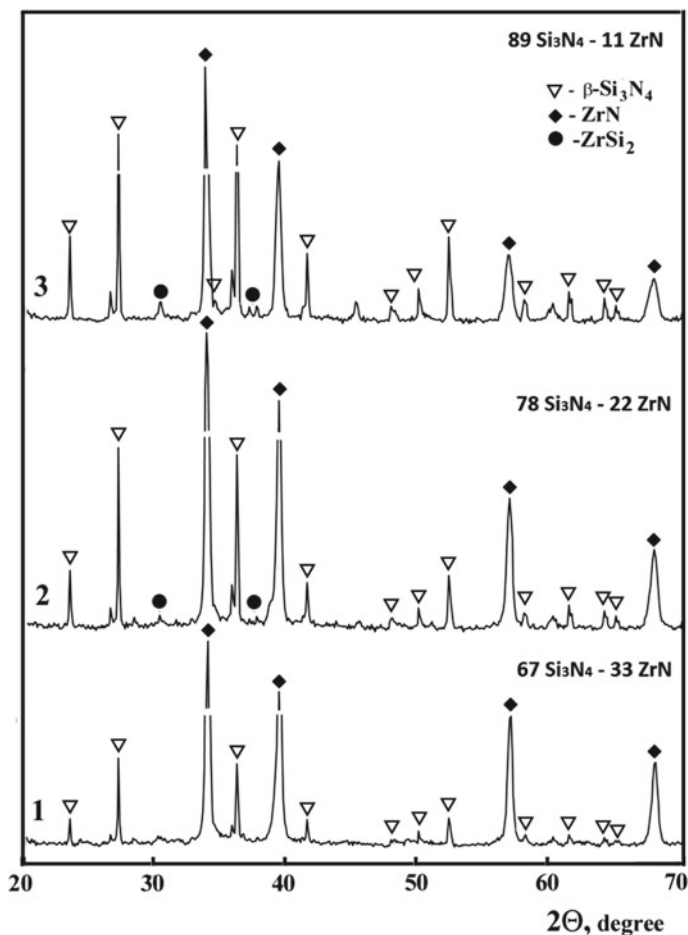 89 Si₃N₄ - 11 ZrN
▽ - β-Si₃N₄
◆ - ZrN
● -ZrSi₂
3
78 Si₃N₄ - 22 ZrN
2
67 Si₃N₄ - 33 ZrN
1
20 30 40 50 60 70
2Θ, degree